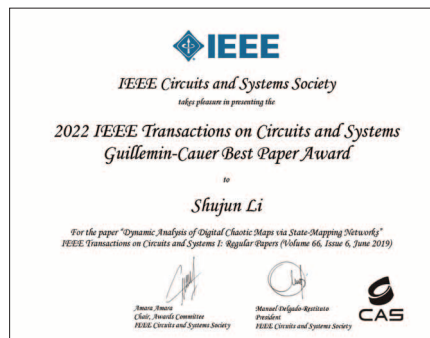 IEEE
IEEE Circuits and Systems Society
takes pleasure in presenting the
2022 IEEE Transactions on Circuits and Systems
Guillemin-Cauer Best Paper Award
to
Shujun Li
For the paper "Dynamic Analysis of Digital Chaotic Maps via State-Mapping Networks"
IEEE Transactions on Circuits and Systems I: Regular Papers (Volume 66, Issue 6, June 2019)
Amara Amara
Chair, Awards Committee
IEEE Circuits and Systems Society
Manuel Delgado-Restituto
President
IEEE Circuits and Systems Society
CAS